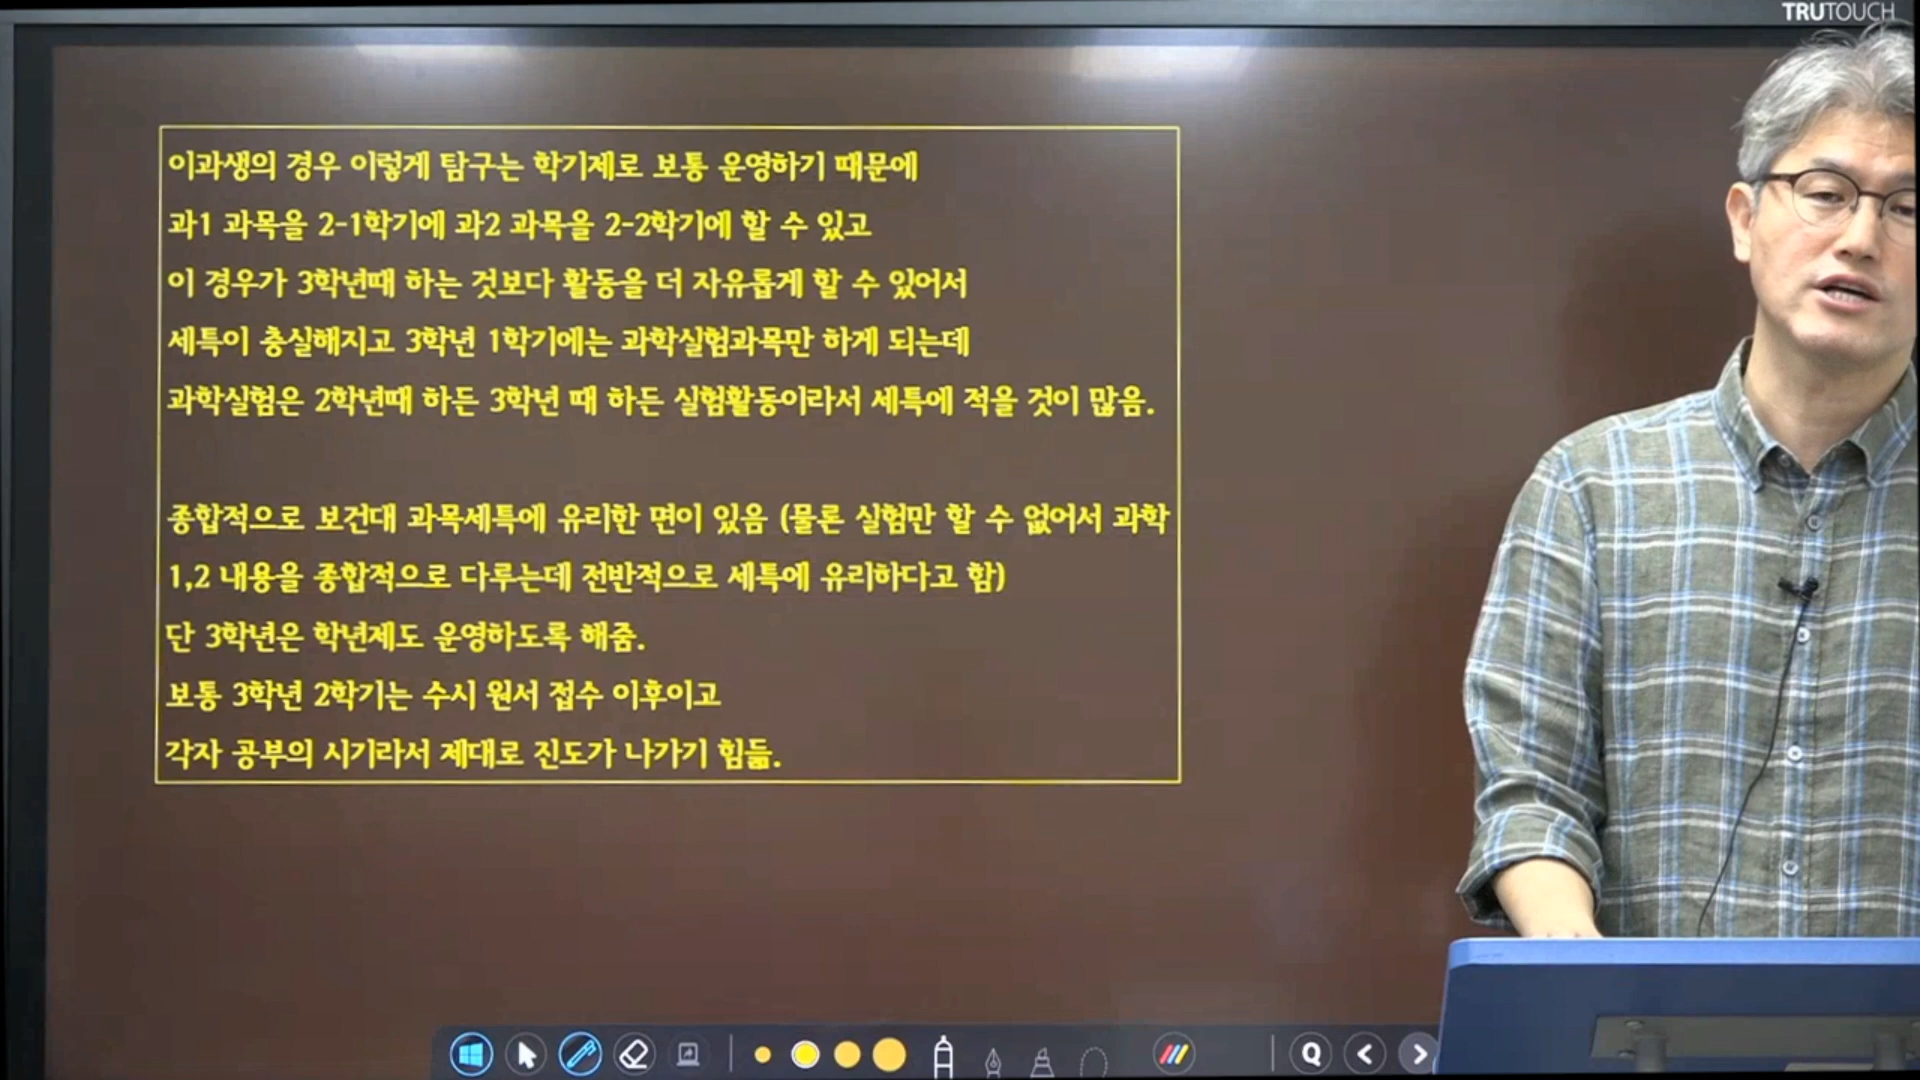 TRUTOUCH
이과생의 경우 이렇게 탐구는 학기제로 보통 운영하기 때문에
과1 과목을 2-1학기에 과2 과목을 2-2학기에 할 수 있고
이 경우가 3학년때 하는 것보다 활동을 더 자유롭게 할 수 있어서
세특이 충실해지고 3학년 1학기에는 과학실험과목만 하게 되는데
과학실험은 2학년때 하든 3학년 때 하든 실험활동이라서 세특에 적을 것이 많음.
종합적으로 보건대 과목세특에 유리한 면이 있음 (물론 실험만 할 수 없어서 과학
1,2 내용을 종합적으로 다루는데 전반적으로 세특에 유리하다고 함)
단 3학년은 학년제도 운영하도록 해줌.
보통 3학년 2학기는 수시 원서 접수 이후이고
각자 공부의 시기라서 제대로 진도가 나가기 힘듦.
Q